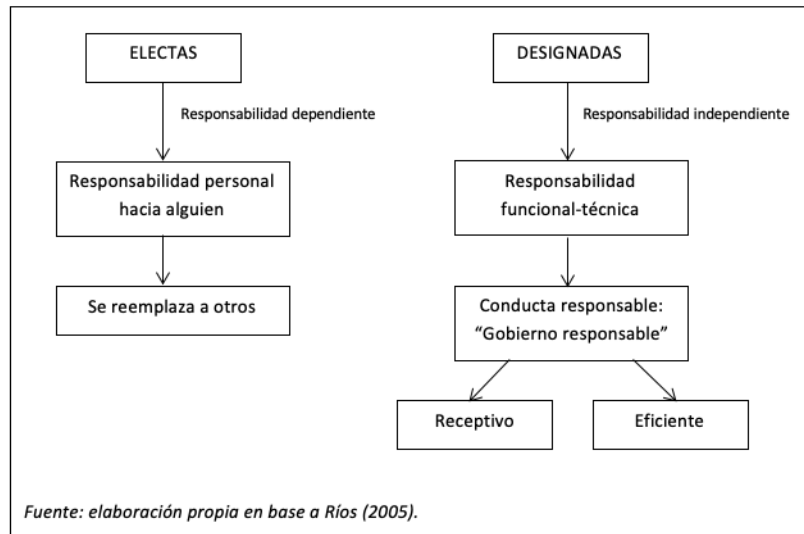 ELECTAS
Responsabilidad dependiente
Responsabilidad personal
hacia alguien
Se reemplaza a otros
DESIGNADAS
Responsabilidad independiente
Responsabilidad
funcional-técnica
Conducta responsable:
“Gobierno responsable”
Receptivo
Eficiente
Fuente: elaboración propia en base a Ríos (2005).